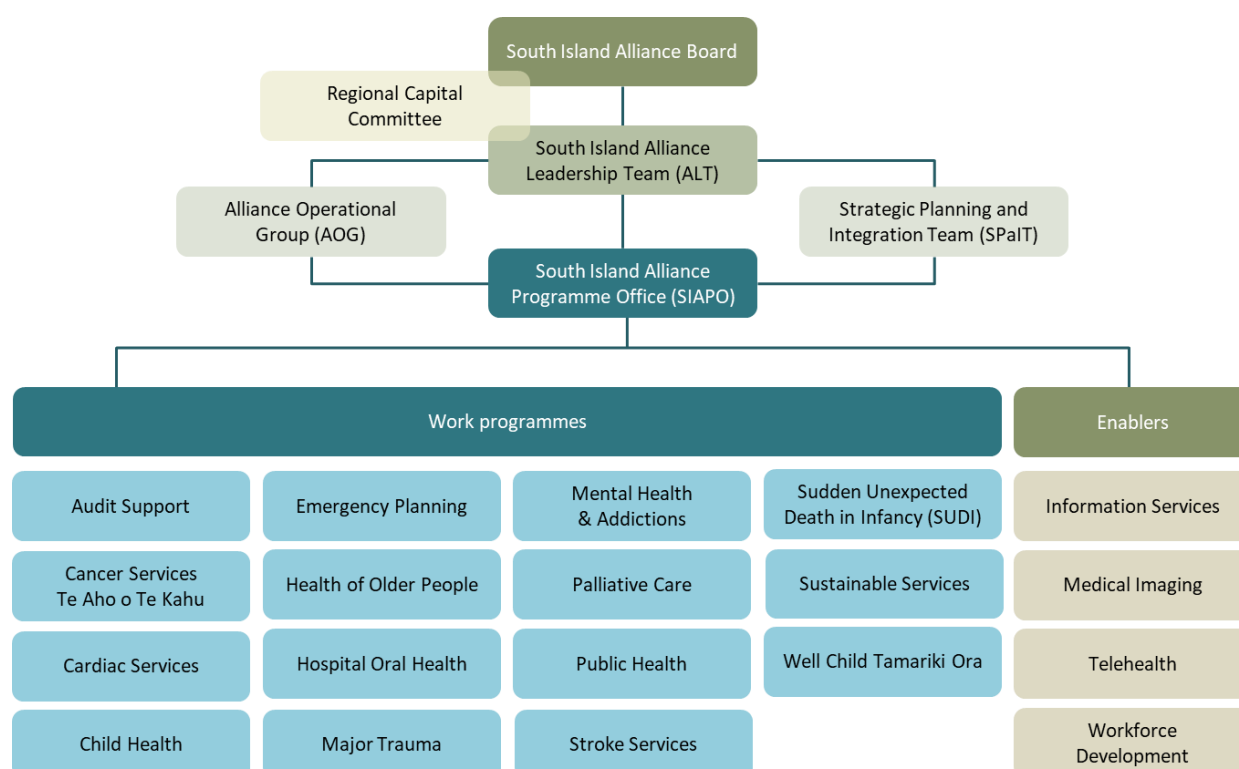 South Island Alliance Board
Regional Capital
Committee
South Island Alliance
Leadership Team (ALT)
Alliance Operational
Group (AOG)
Strategic Planning and
Integration Team (SPaIT)
South Island Alliance
Programme Office (SIAPO)
Work programmes
Enablers
Audit Support
Emergency Planning
Mental Health
& Addictions
Sudden Unexpected
Death in Infancy (SUDI)
Information Services
Cancer Services
Te Aho o Te Kahu
Health of Older People
Palliative Care
Sustainable Services
Medical Imaging
Cardiac Services
Hospital Oral Health
Public Health
Well Child Tamariki Ora
Telehealth
Child Health
Major Trauma
Stroke Services
Workforce
Development